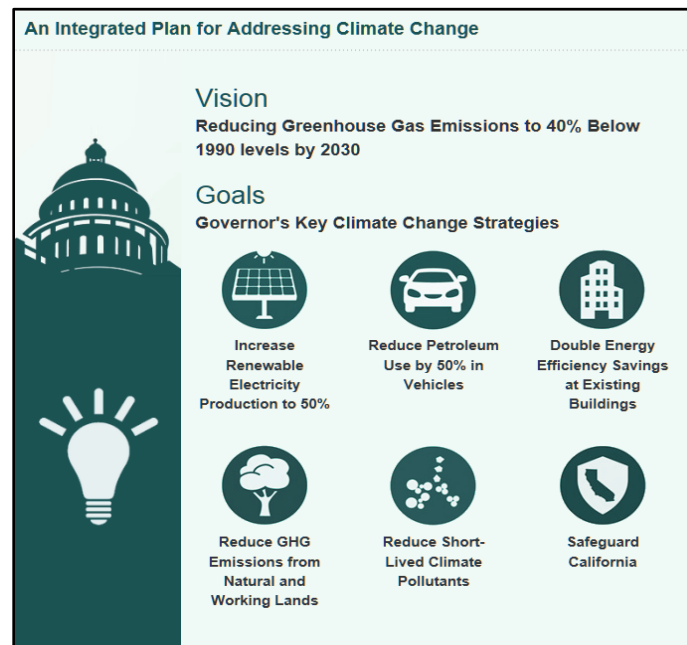 An Integrated Plan for Addressing Climate Change
Vision
Reducing Greenhouse Gas Emissions to 40% Below
1990 levels by 2030
Goals
Governor's Key Climate Change Strategies
Increase
Renewable
Electricity
Production to 50%
Reduce Petroleum
Use by 50% in
Vehicles
Double Energy
Efficiency Savings
at Existing
Buildings
Reduce GHG
Emissions from
Natural and
Working Lands
Reduce Short-
Lived Climate
Pollutants
Safeguard
California